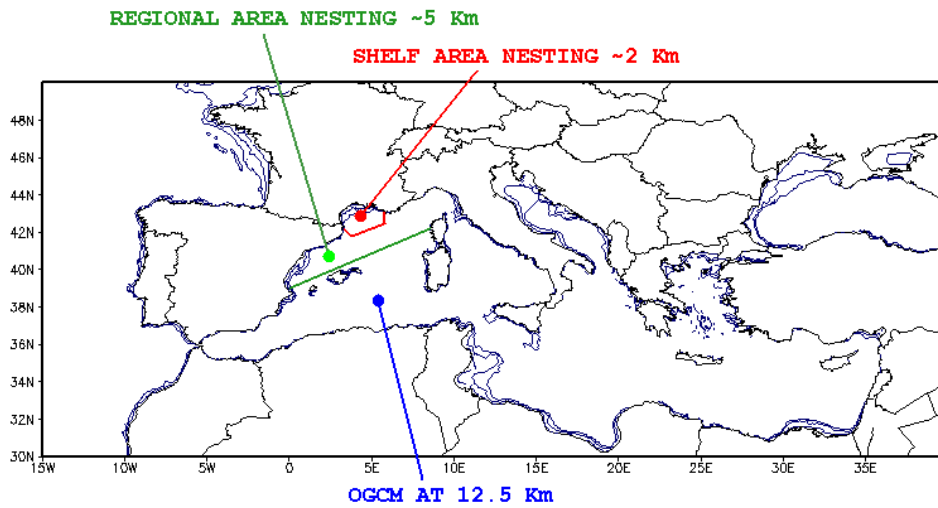 REGIONAL AREA NESTING ~5 Km
SHELF AREA NESTING ~2 Km
48N
46N
44N
42N
40N
38N
36N
34N
32N
30N
15W 10W 5W 0 5E 10E 15E 20E 25E 30E 35E
OGCM AT 12.5 Km